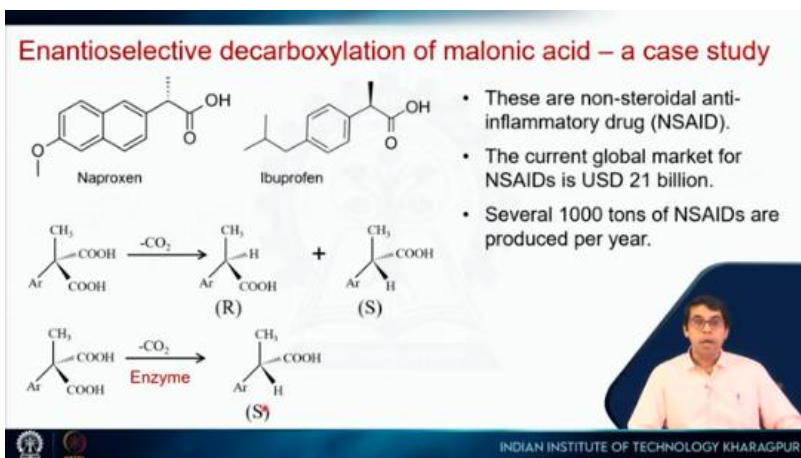 Enantioselective decarboxylation of malonic acid – a case study
OH
O
O
Naproxen
OH
O
Ibuprofen
• These are non-steroidal anti-
inflammatory drug (NSAID).
• The current global market for
NSAIDs is USD 21 billion.
• Several 1000 tons of NSAIDs are
produced per year.
CH₃
COOH
Ar
COOH
-CO₂
CH₃
H
Ar
COOH
(R)
+
CH₃
COOH
Ar
H
(S)
CH₃
COOH
Ar
COOH
-CO₂
Enzyme
CH₃
COOH
Ar
H
(S)
INDIAN INSTITUTE OF TECHNOLOGY KHARAGPUR